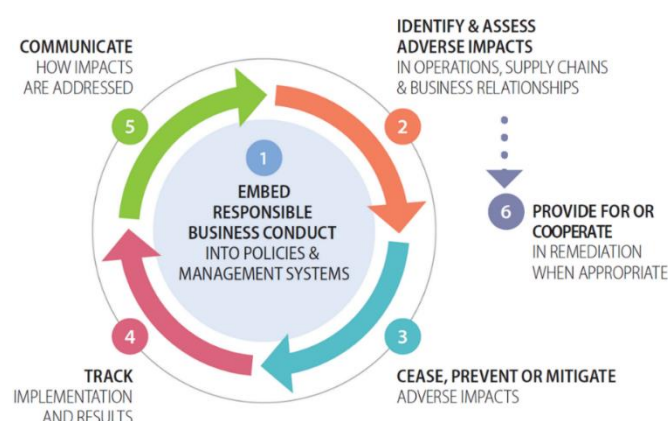 COMMUNICATE
HOW IMPACTS
ARE ADDRESSED
5
IDENTIFY & ASSESS
ADVERSE IMPACTS
IN OPERATIONS, SUPPLY CHAINS
& BUSINESS RELATIONSHIPS
2
1
EMBED
RESPONSIBLE
BUSINESS CONDUCT
INTO POLICIES &
MANAGEMENT SYSTEMS
6
PROVIDE FOR OR
COOPERATE
IN REMEDIATION
WHEN APPROPRIATE
4
TRACK
IMPLEMENTATION
AND RESULTS
3
CEASE, PREVENT OR MITIGATE
ADVERSE IMPACTS